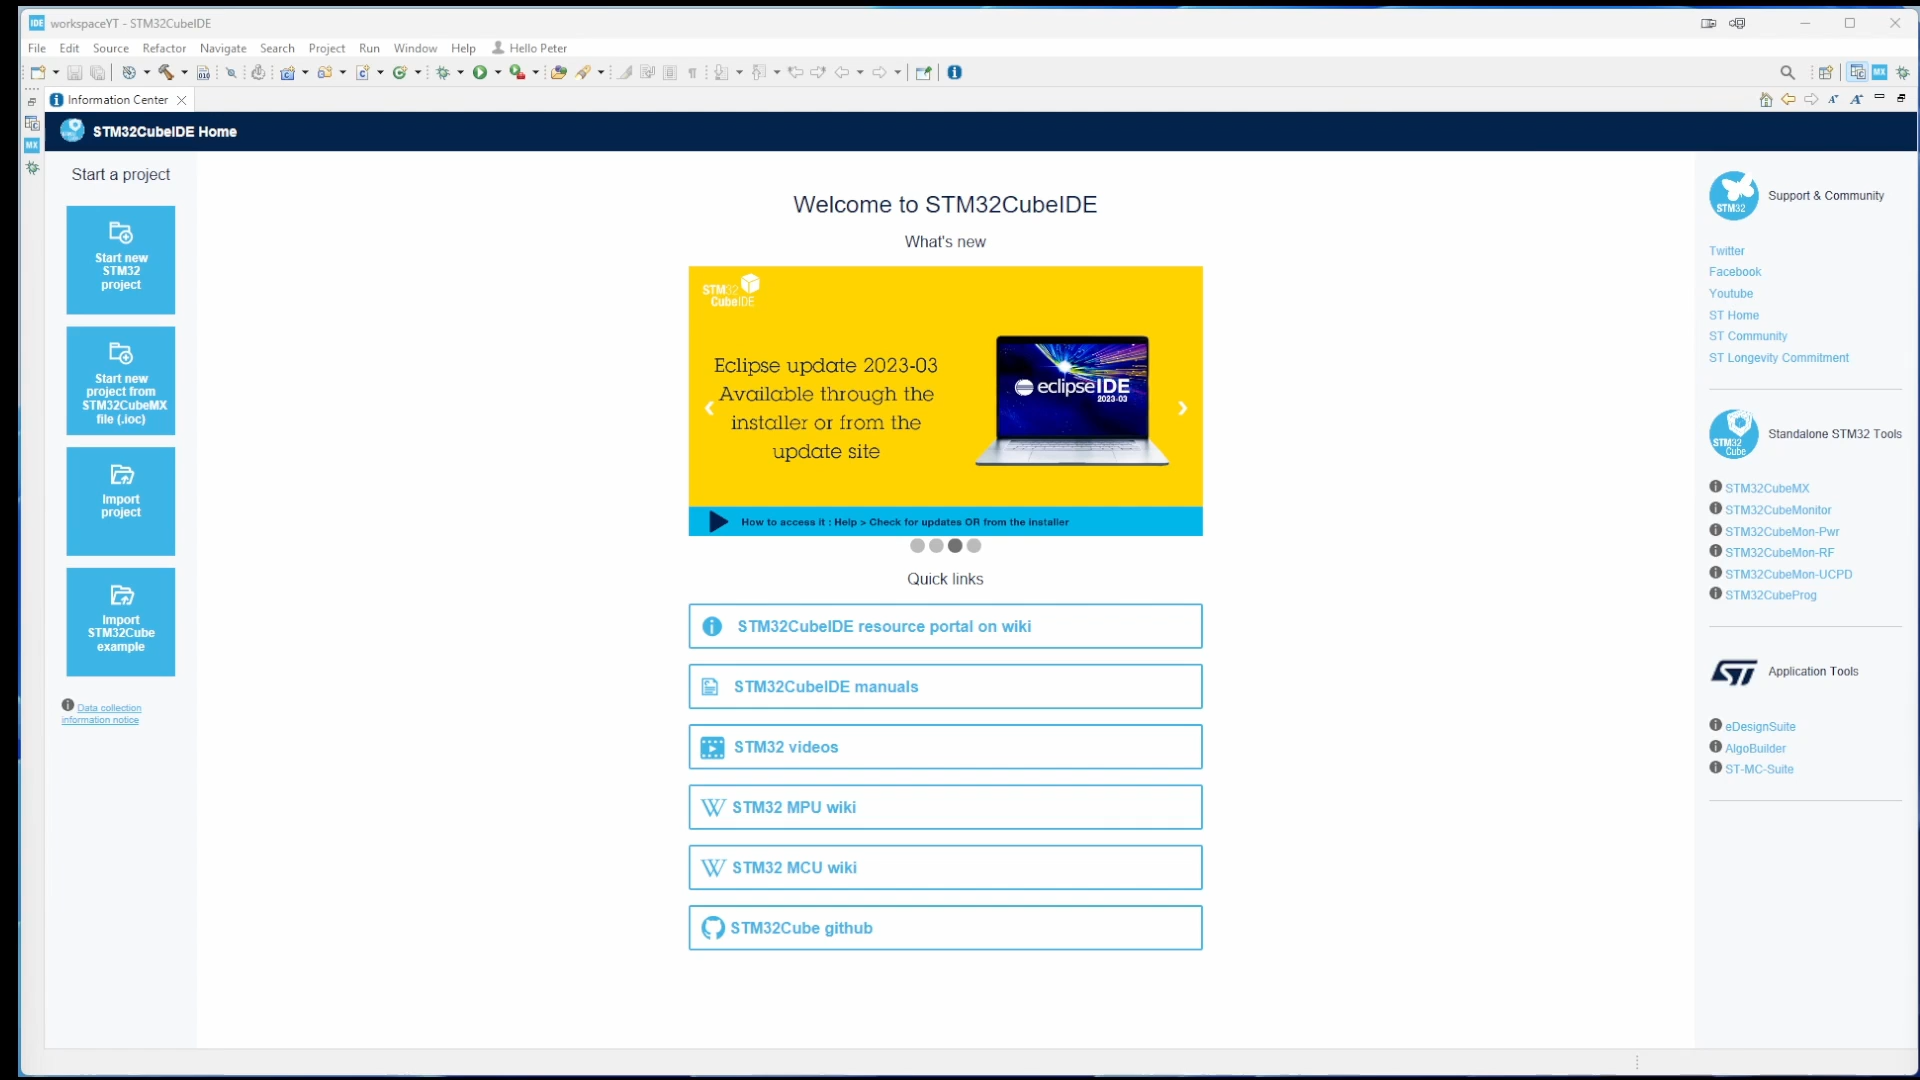 IDE workspaceYT - STM32CubeIDE
File Edit Source Refactor Navigate Search Project Run Window Help Hello Peter
Information Center
STM32CubeIDE Home
MX
MX
Start a project
Start new
STM32
project
Start new
project from
STM32CubeMX
file (.ioc)
Import
project
Import
STM32Cube
example
Data collection
information notice
Welcome to STM32CubeIDE
What's new
STM32
CubeIDE
Eclipse update 2023-03
Available through the
installer or from the
update site
eclipse IDE
2023-03
How to access it : Help > Check for updates OR from the installer
Quick links
STM32CubeIDE resource portal on wiki
STM32CubeIDE manuals
STM32 videos
STM32 MPU wiki
STM32 MCU wiki
STM32Cube github
STM32
Support & Community
Twitter
Facebook
Youtube
ST Home
ST Community
ST Longevity Commitment
STM32
Cube
Standalone STM32 Tools
STM32CubeMX
STM32CubeMonitor
STM32CubeMon-Pwr
STM32CubeMon-RF
STM32CubeMon-UCPD
STM32CubeProg
ST
Application Tools
eDesignSuite
AlgoBuilder
ST-MC-Suite